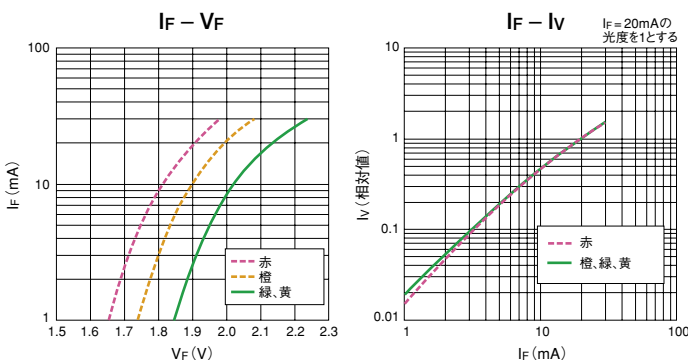 IF – VF
100
10
1
IF (mA)
1.5 1.6 1.7 1.8 1.9 2.0 2.1 2.2 2.3
VF (V)
赤
橙
緑、黄
IF – IV
IF=20mAの
光度を1とする
10
1
0.1
0.01
IV (相対値)
1 10 100
IF (mA)
赤
橙、緑、黄